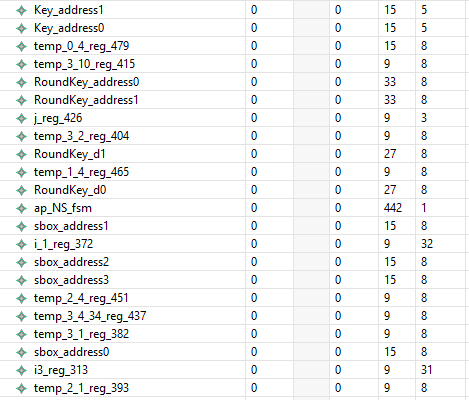 Key_address1 0 0 15 5
Key_address0 0 0 15 5
temp_0_4_reg_479 0 0 15 8
temp_3_10_reg_415 0 0 9 8
RoundKey_address0 0 0 33 8
RoundKey_address1 0 0 33 8
j_reg_426 0 0 9 3
temp_3_2_reg_404 0 0 9 8
RoundKey_d1 0 0 27 8
temp_1_4_reg_465 0 0 9 8
RoundKey_d0 0 0 27 8
ap_NS_fsm 0 0 442 1
sbox_address1 0 0 15 8
i_1_reg_372 0 0 9 32
sbox_address2 0 0 15 8
sbox_address3 0 0 15 8
temp_2_4_reg_451 0 0 9 8
temp_3_4_34_reg_437 0 0 9 8
temp_3_1_reg_382 0 0 9 8
sbox_address0 0 0 15 8
i3_reg_313 0 0 9 31
temp_2_1_reg_393 0 0 9 8